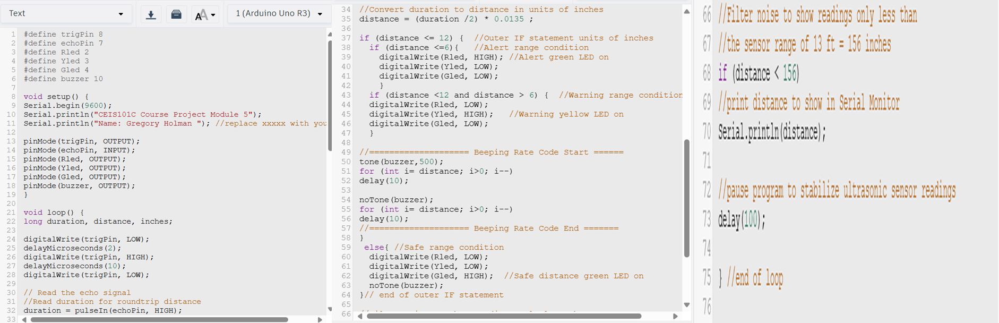 Text
1 (Arduino Uno R3)
1 #define trigPin 8
2 #define echoPin 7
3 #define Rled 2
4 #define Yled 3
5 #define Gled 4
6 #define buzzer 10
7
8 void setup() {
9 Serial.begin(9600);
10 Serial.println("CEIS101C Course Project Module 5");
11 Serial.println("Name: Gregory Holman "); //replace xxxxx with you
12
13 pinMode(trigPin, OUTPUT);
14 pinMode(echoPin, INPUT);
15 pinMode(Rled, OUTPUT);
16 pinMode(Yled, OUTPUT);
17 pinMode(Gled, OUTPUT);
18 pinMode(buzzer, OUTPUT);
19 }
20
21 void loop() {
22 long duration, distance, inches;
23
24 digitalWrite(trigPin, LOW);
25 delayMicroseconds(2);
26 digitalWrite(trigPin, HIGH);
27 delayMicroseconds(10);
28 digitalWrite(trigPin, LOW);
29
30 // Read the echo signal
31 //Read duration for roundtrip distance
32 duration = pulseIn(echoPin, HIGH);
33
34 //Convert duration to distance in units of inches
35 distance = (duration /2) * 0.0135 ;
36
37 if (distance <= 12) { //Outer IF statement units of inches
38 if (distance <=6){ //Alert range condition
39 digitalWrite(Rled, HIGH); //Alert green LED on
40 digitalWrite(Yled, LOW);
41 digitalWrite(Gled, LOW);
42 }
43 if (distance <12 and distance > 6) { //Warning range condition
44 digitalWrite(Rled, LOW);
45 digitalWrite(Yled, HIGH); //Warning yellow LED on
46 digitalWrite(Gled, LOW);
47 }
48
49 //==================== Beeping Rate Code Start ======
50 tone(buzzer,500);
51 for (int i= distance; i>0; i--)
52 delay(10);
53
54 noTone(buzzer);
55 for (int i= distance; i>0; i--)
56 delay(10);
57 //==================== Beeping Rate Code End =======
58 }
59 else{ //Safe range condition
60 digitalWrite(Rled, LOW);
61 digitalWrite(Yled, LOW);
62 digitalWrite(Gled, HIGH); //Safe distance green LED on
63 noTone(buzzer);
64 }// end of outer IF statement
65
66
66 //Filter noise to show readings only less than
67 //the sensor range of 13 ft = 156 inches
68 if (distance < 156)
69 //print distance to show in Serial Monitor
70 Serial.println(distance);
71
72 //pause program to stabilize ultrasonic sensor readings
73 delay(100);
74
75 } //end of loop
76